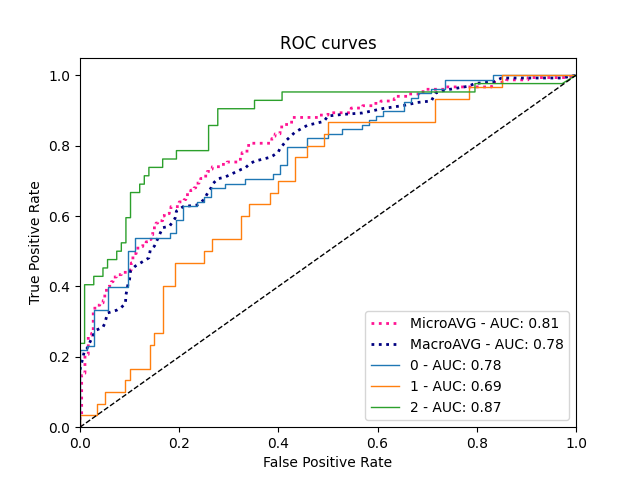 ROC curves
True Positive Rate
1.0
0.8
0.6
0.4
0.2
0.0
MicroAVG - AUC: 0.81
MacroAVG - AUC: 0.78
0 - AUC: 0.78
1 - AUC: 0.69
2 - AUC: 0.87
0.0 0.2 0.4 0.6 0.8 1.0
False Positive Rate